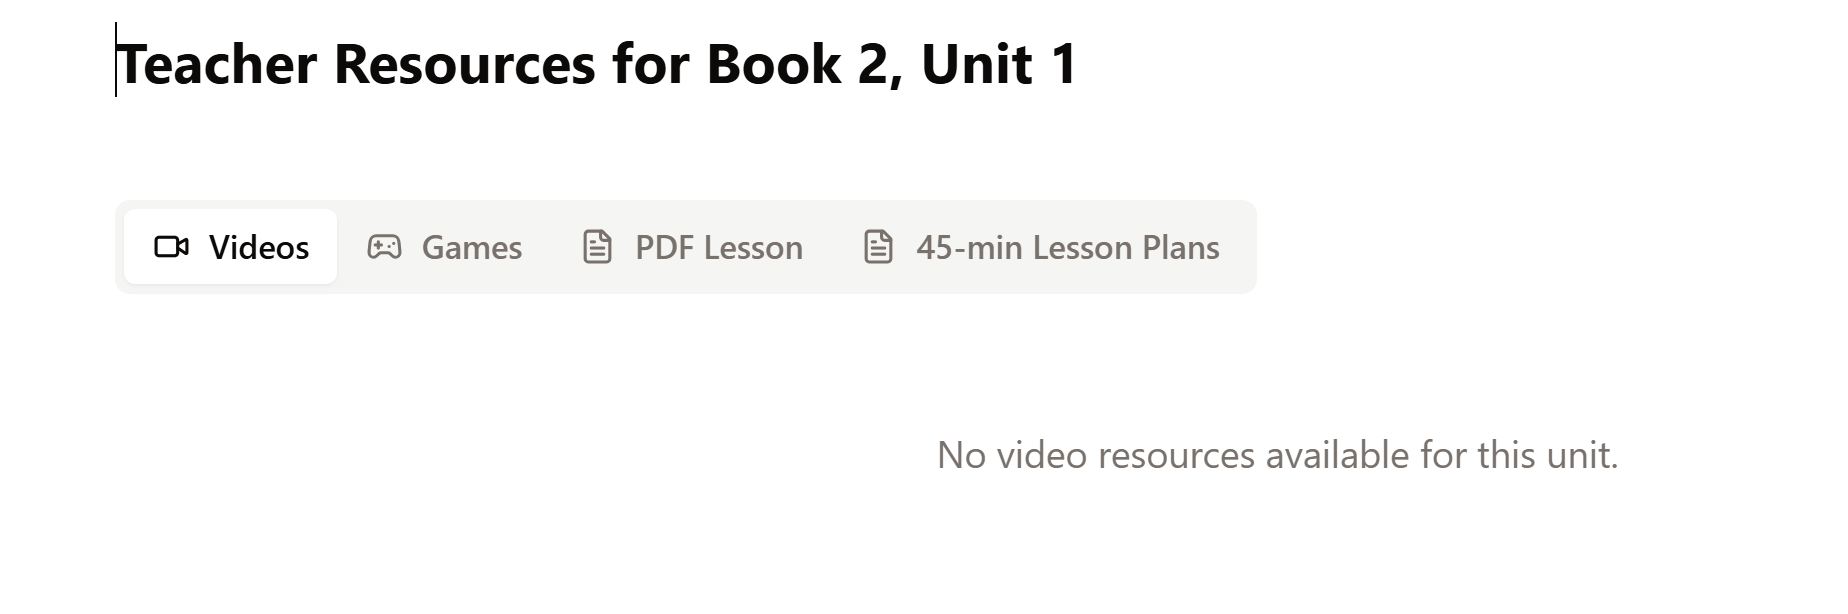 Teacher Resources for Book 2, Unit 1
Videos
Games
PDF Lesson
45-min Lesson Plans
No video resources available for this unit.